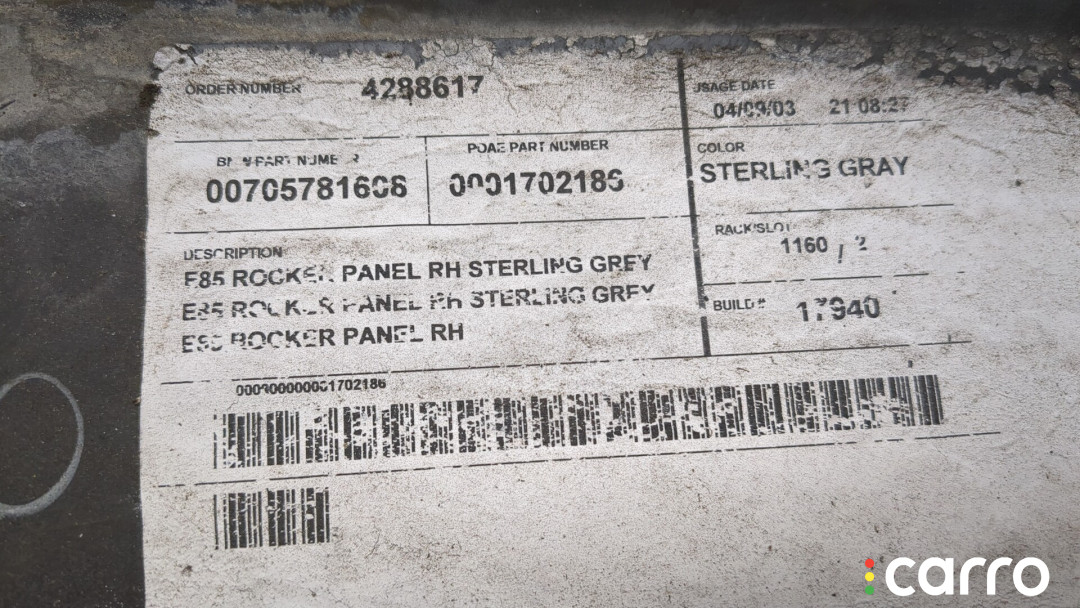 ORDER NUMBER 4288617
USAGE DATE
04/09/03 21 08:27
BMW PART NUMBER
00705781608
PDAE PART NUMBER
0001702186
COLOR
STERLING GRAY
RACK/SLOT
1160 / 2
DESCRIPTION
E85 ROCKER PANEL RH STERLING GREY
E85 ROCKER PANEL RH STERLING GREY
E85 ROCKER PANEL RH
BUILD# 17940
000000000001702186
carro